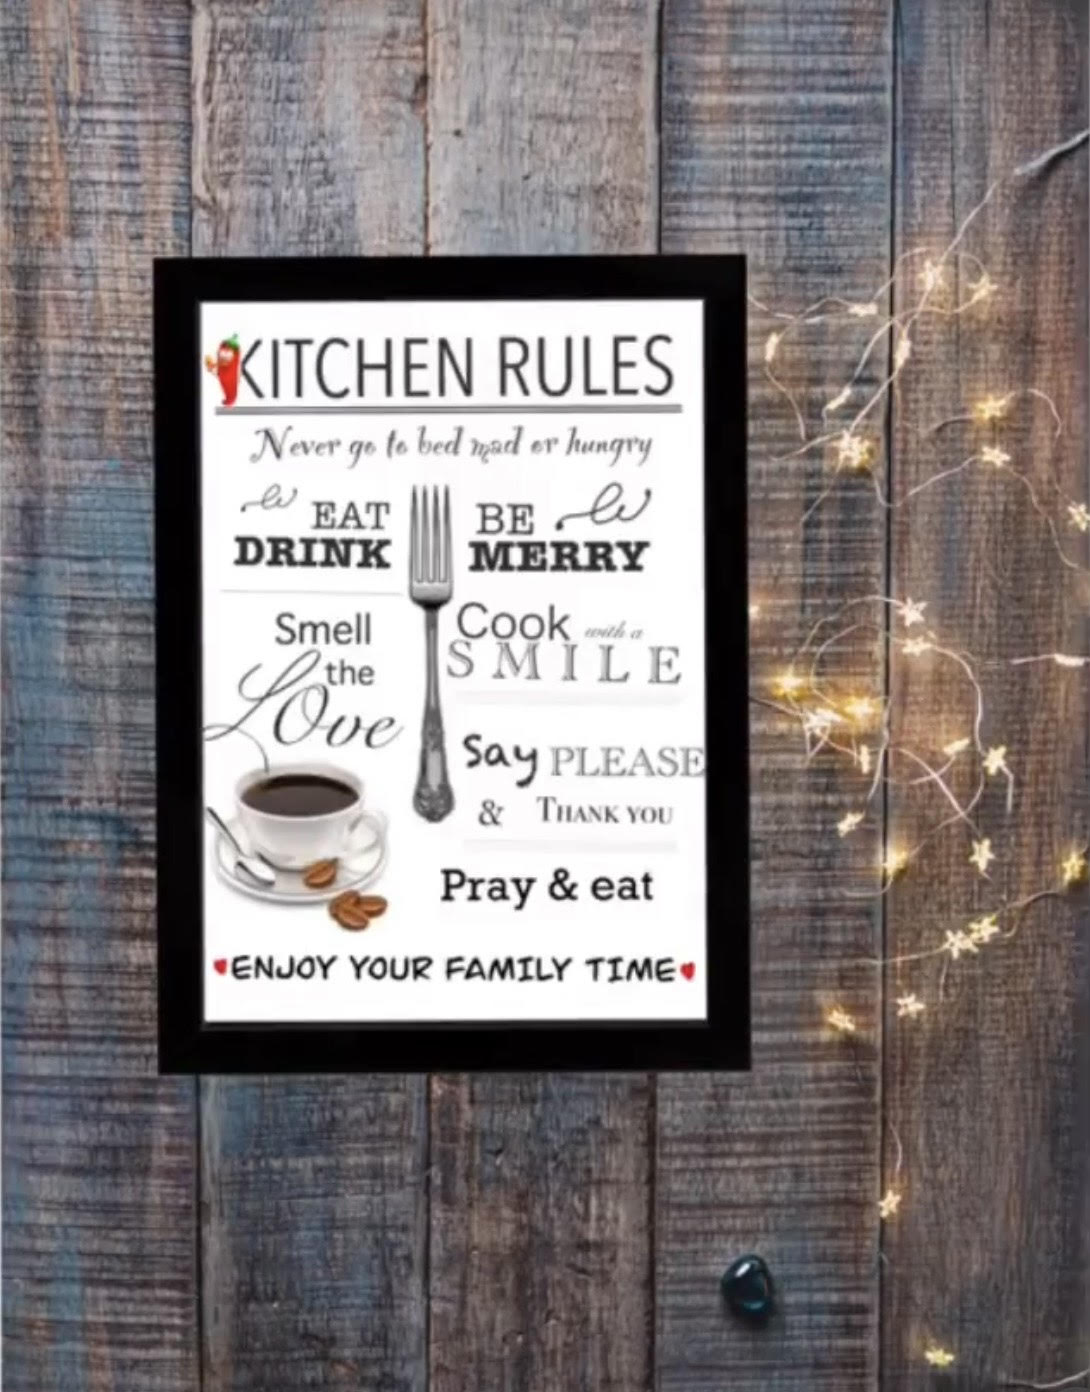 KITCHEN RULES
Never go to bed mad or hungry
EAT
DRINK
BE
MERRY
Smell
the
Love
Cook with a
SMILE
Say PLEASE
& THANK YOU
Pray & eat
ENJOY YOUR FAMILY TIME